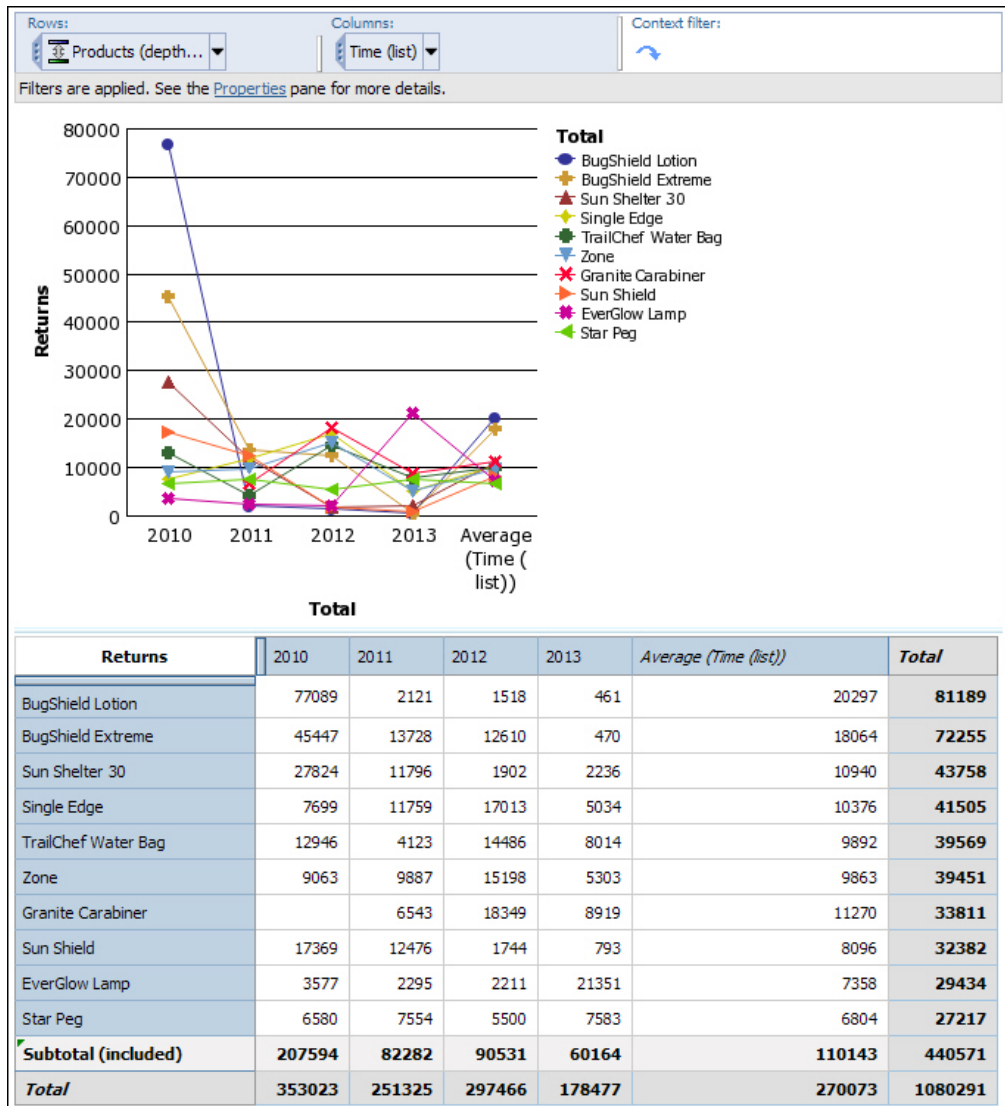 Rows:
Columns:
Context filter:
Products (depth...
Time (list)
Filters are applied. See the Properties pane for more details.
80000
70000
60000
50000
40000
30000
20000
10000
0
Returns
2010 2011 2012 2013 Average
(Time (
list))
Total
Total
BugShield Lotion
BugShield Extreme
Sun Shelter 30
Single Edge
TrailChef Water Bag
Zone
Granite Carabiner
Sun Shield
EverGlow Lamp
Star Peg
Returns 2010 2011 2012 2013 Average (Time (list)) Total
BugShield Lotion 77089 2121 1518 461 20297 81189
BugShield Extreme 45447 13728 12610 470 18064 72255
Sun Shelter 30 27824 11796 1902 2236 10940 43758
Single Edge 7699 11759 17013 5034 10376 41505
TrailChef Water Bag 12946 4123 14486 8014 9892 39569
Zone 9063 9887 15198 5303 9863 39451
Granite Carabiner 6543 18349 8919 11270 33811
Sun Shield 17369 12476 1744 793 8096 32382
EverGlow Lamp 3577 2295 2211 21351 7358 29434
Star Peg 6580 7554 5500 7583 6804 27217
Subtotal (included) 207594 82282 90531 60164 110143 440571
Total 353023 251325 297466 178477 270073 1080291